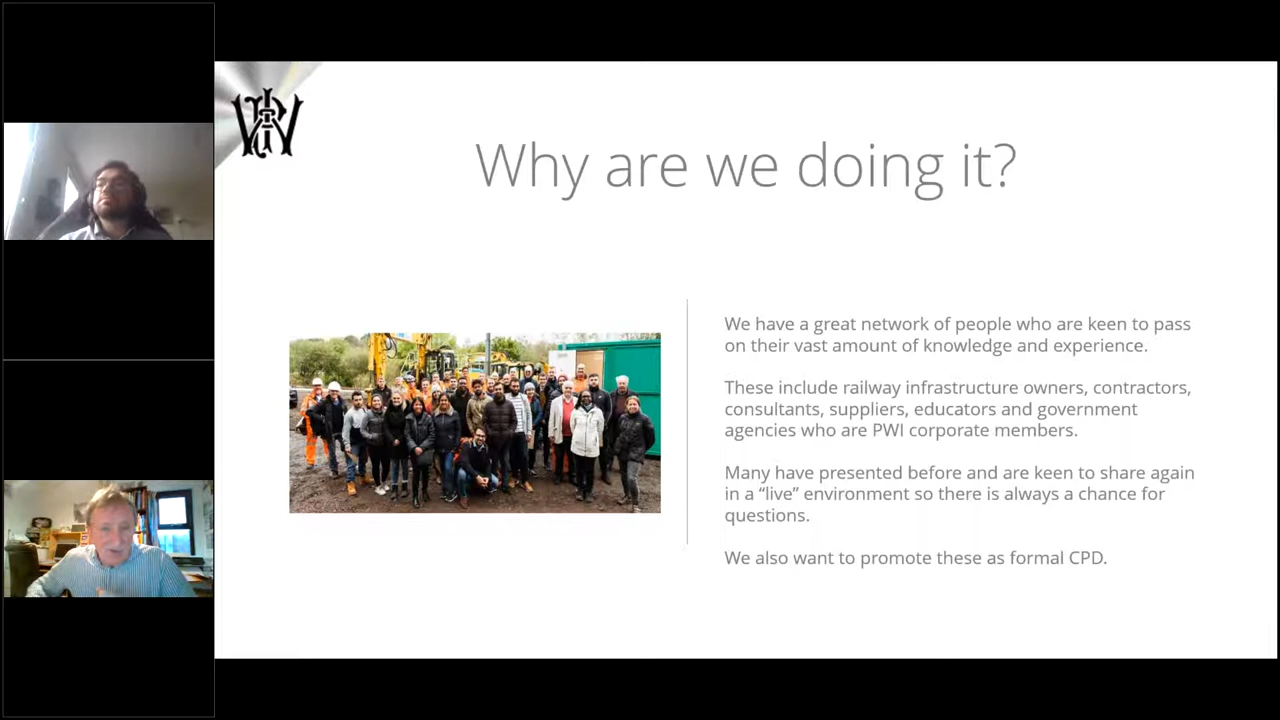 Why are we doing it?
We have a great network of people who are keen to pass
on their vast amount of knowledge and experience.
These include railway infrastructure owners, contractors,
consultants, suppliers, educators and government
agencies who are PWI corporate members.
Many have presented before and are keen to share again
in a “live” environment so there is always a chance for
questions.
We also want to promote these as formal CPD.